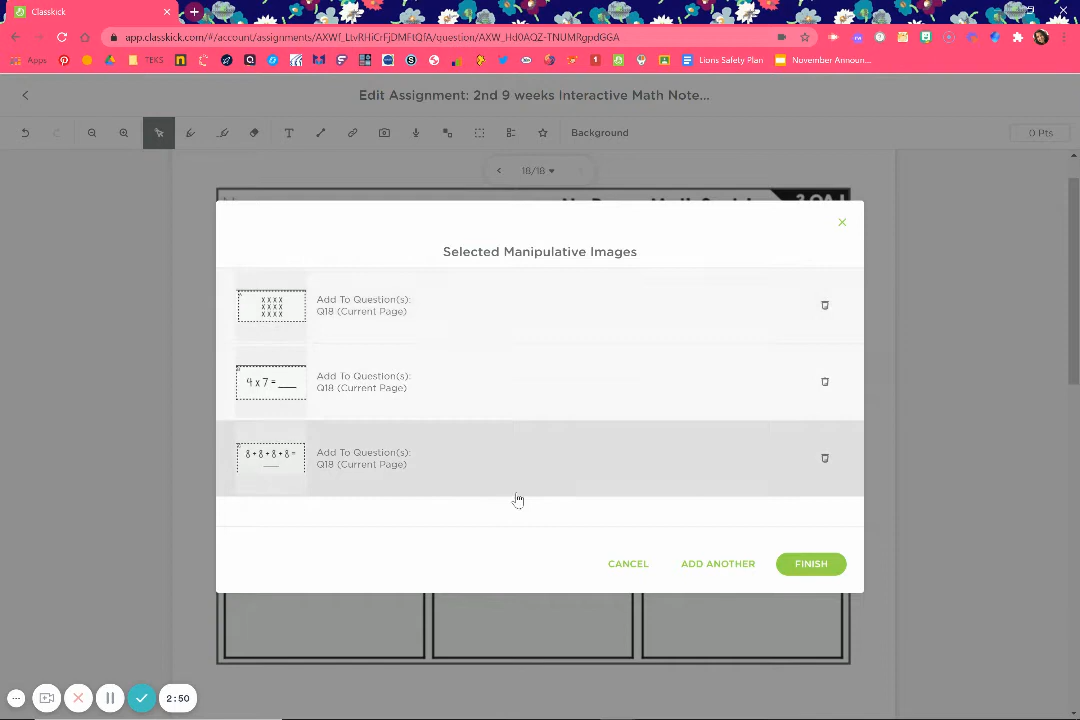 Classkick
app.classkick.com/#/account/assignments/AXWf_LtvRHiCrFjDMFtQfA/question/AXW_Hd0AQZ-TNUMRgpdGGA
Apps
TEKS
Lions Safety Plan
November Announ...
Edit Assignment: 2nd 9 weeks Interactive Math Note...
Background
0 Pts
18/18
Selected Manipulative Images
X X X X
X X X X
X X X X
Add To Question(s):
Q18 (Current Page)
4 x 7 = ___
Add To Question(s):
Q18 (Current Page)
8 + 8 + 8 + 8 =
___
Add To Question(s):
Q18 (Current Page)
CANCEL
ADD ANOTHER
FINISH
2:50